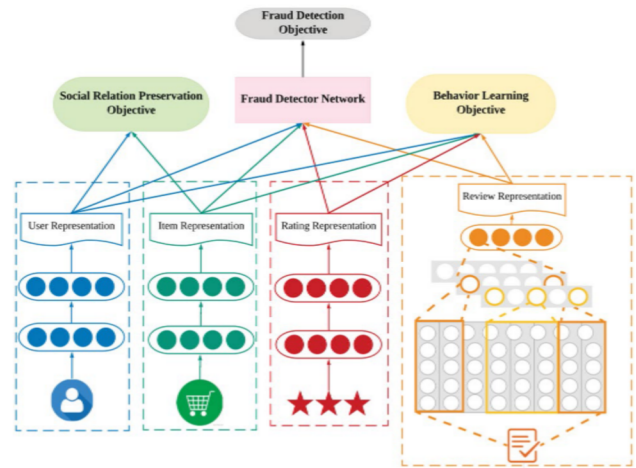 Fraud Detection
Objective
Social Relation Preservation
Objective
Fraud Detector Network
Behavior Learning
Objective
User Representation
Item Representation
Rating Representation
Review Representation